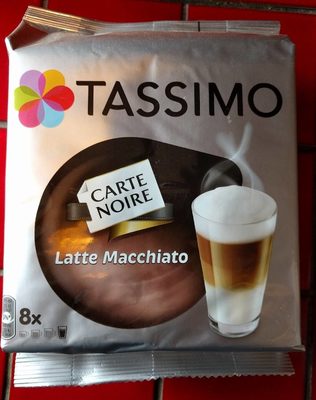 TASSIMO
CARTE
NOIRE
Latte Macchiato
8x